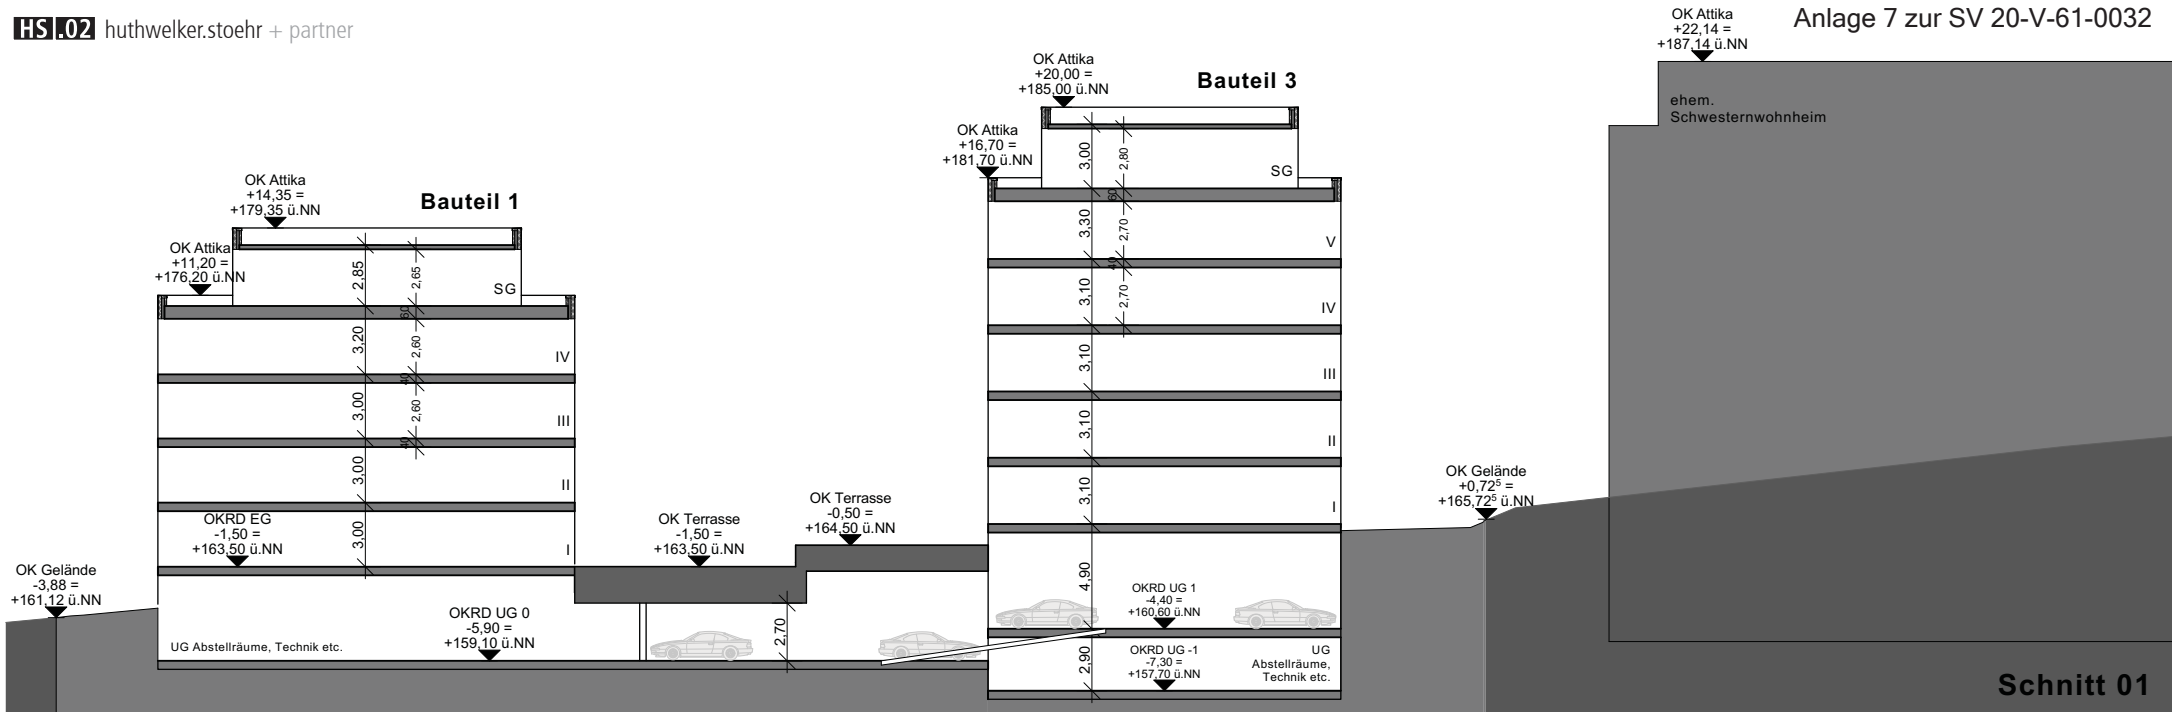 HS.02 huthwelker.stoehr + partner
Anlage 7 zur SV 20-V-61-0032
OK Attika
+22,14 =
+187,14 ü.NN
ehem.
Schwesternwohnheim
OK Attika
+20,00 =
+185,00 ü.NN
Bauteil 3
OK Attika
+16,70 =
+181,70 ü.NN
3,00
2,80
SG
60
3,30
2,70
V
40
3,10
2,70
IV
3,10
III
3,10
II
3,10
I
4,90
OKRD UG 1
-4,40 =
+160,60 ü.NN
2,90
OKRD UG -1
-7,30 =
+157,70 ü.NN
UG
Abstellräume,
Technik etc.
OK Attika
+14,35 =
+179,35 ü.NN
Bauteil 1
OK Attika
+11,20 =
+176,20 ü.NN
2,85
2,65
SG
60
3,20
2,60
IV
40
3,00
2,60
III
40
3,00
II
OKRD EG
-1,50 =
+163,50 ü.NN
3,00
I
OK Gelände
-3,88 =
+161,12 ü.NN
UG Abstellräume, Technik etc.
OKRD UG 0
-5,90 =
+159,10 ü.NN
OK Terrasse
-1,50 =
+163,50 ü.NN
OK Terrasse
-0,50 =
+164,50 ü.NN
2,70
OK Gelände
+0,72⁵ =
+165,72⁵ ü.NN
Schnitt 01